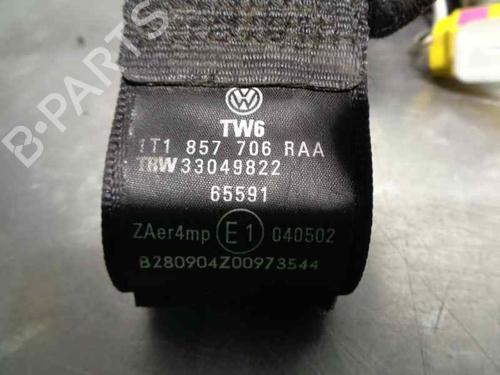 TW6
1T1 857 706 RAA
TRW 33049822
65591
ZAer4mp E1 040502
B280904Z00973544
B-PARTS